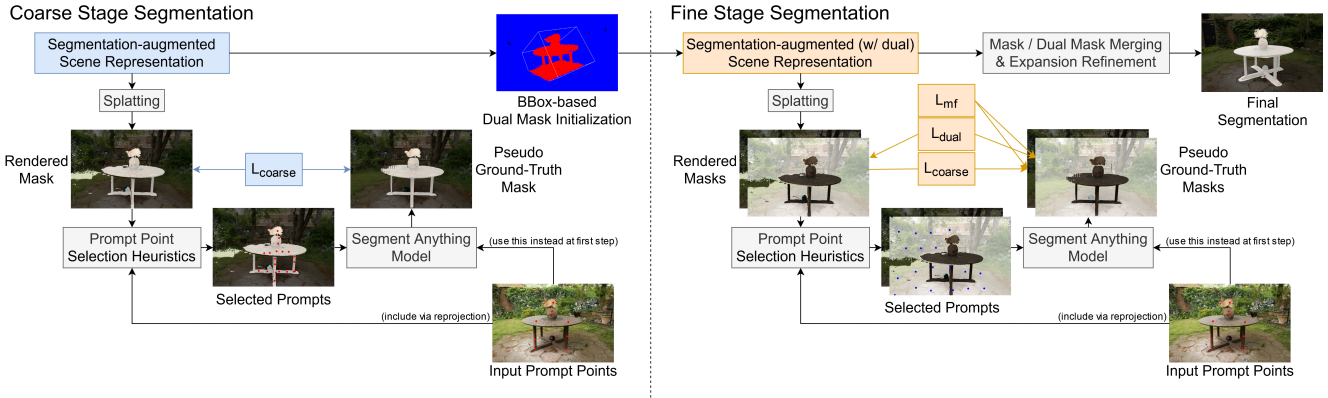 Coarse Stage Segmentation
Segmentation-augmented
Scene Representation
Splatting
BBox-based
Dual Mask Initialization
Rendered
Mask
L_coarse
Pseudo
Ground-Truth
Mask
Prompt Point
Selection Heuristics
Selected Prompts
Segment Anything
Model
(use this instead at first step)
(include via reprojection)
Input Prompt Points
Fine Stage Segmentation
Segmentation-augmented (w/ dual)
Scene Representation
Mask / Dual Mask Merging
& Expansion Refinement
Final
Segmentation
Splatting
L_mf
L_dual
L_coarse
Rendered
Masks
Pseudo
Ground-Truth
Masks
Prompt Point
Selection Heuristics
Selected Prompts
Segment Anything
Model
(use this instead at first step)
(include via reprojection)
Input Prompt Points